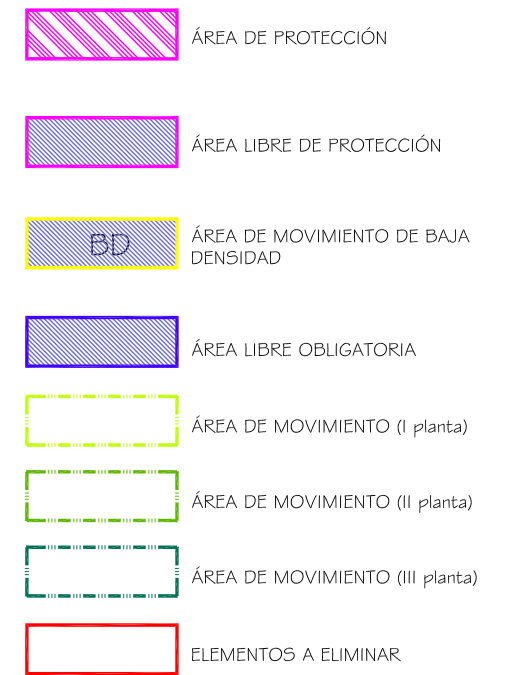 ÁREA DE PROTECCIÓN
ÁREA LIBRE DE PROTECCIÓN
BD
ÁREA DE MOVIMIENTO DE BAJA
DENSIDAD
ÁREA LIBRE OBLIGATORIA
ÁREA DE MOVIMIENTO (I planta)
ÁREA DE MOVIMIENTO (II planta)
ÁREA DE MOVIMIENTO (III planta)
ELEMENTOS A ELIMINAR